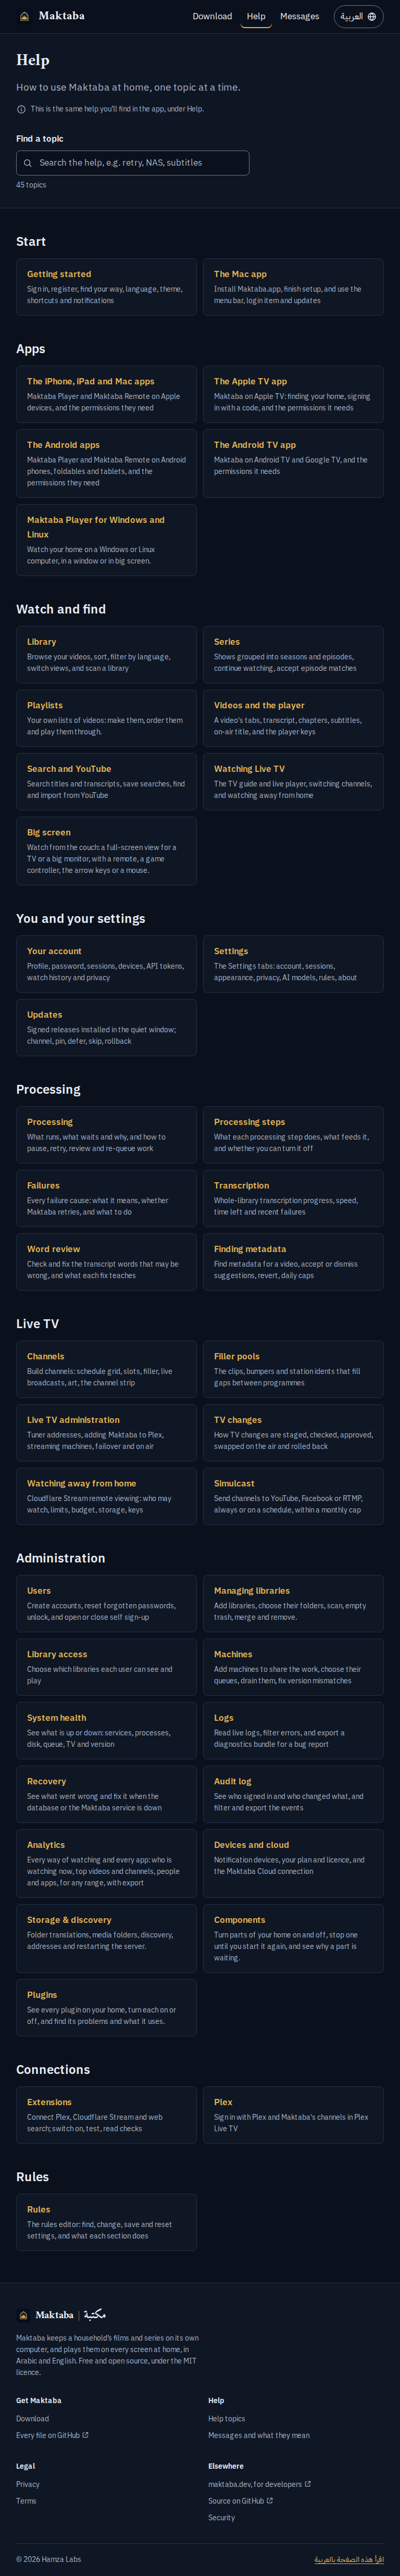 Maktaba
Download
Help
Messages
العربية
Help
How to use Maktaba at home, one topic at a time.
This is the same help you'll find in the app, under Help.
Find a topic
Search the help, e.g. retry, NAS, subtitles
45 topics
Start
Getting started
Sign in, register, find your way, language, theme,
shortcuts and notifications
The Mac app
Install Maktaba.app, finish setup, and use the
menu bar, login item and updates
Apps
The iPhone, iPad and Mac apps
Maktaba Player and Maktaba Remote on Apple
devices, and the permissions they need
The Apple TV app
Maktaba on Apple TV: finding your home, signing
in with a code, and the permissions it needs
The Android apps
Maktaba Player and Maktaba Remote on Android
phones, foldables and tablets, and the
permissions they need
The Android TV app
Maktaba on Android TV and Google TV, and the
permissions it needs
Maktaba Player for Windows and
Linux
Watch your home on a Windows or Linux
computer, in a window or in big screen.
Watch and find
Library
Browse your videos, sort, filter by language,
switch views, and scan a library
Series
Shows grouped into seasons and episodes,
continue watching, accept episode matches
Playlists
Your own lists of videos: make them, order them
and play them through.
Videos and the player
A video's tabs, transcript, chapters, subtitles,
on-air title, and the player keys
Search and YouTube
Search titles and transcripts, save searches, find
and import from YouTube
Watching Live TV
The TV guide and live player, switching channels,
and watching away from home
Big screen
Watch from the couch: a full-screen view for a
TV or a big monitor, with a remote, a game
controller, the arrow keys or a mouse.
You and your settings
Your account
Profile, password, sessions, devices, API tokens,
watch history and privacy
Settings
The Settings tabs: account, sessions,
appearance, privacy, AI models, rules, about
Updates
Signed releases installed in the quiet window;
channel, pin, defer, skip, rollback
Processing
Processing
What runs, what waits and why, and how to
pause, retry, review and re-queue work
Processing steps
What each processing step does, what feeds it,
and whether you can turn it off
Failures
Every failure cause: what it means, whether
Maktaba retries, and what to do
Transcription
Whole-library transcription progress, speed,
time left and recent failures
Word review
Check and fix the transcript words that may be
wrong, and what each fix teaches
Finding metadata
Find metadata for a video, accept or dismiss
suggestions, revert, daily caps
Live TV
Channels
Build channels: schedule grid, slots, filler, live
broadcasts, art, the channel strip
Filler pools
The clips, bumpers and station idents that fill
gaps between programmes
Live TV administration
Tuner addresses, adding Maktaba to Plex,
streaming machines, failover and on air
TV changes
How TV changes are staged, checked, approved,
swapped on the air and rolled back
Watching away from home
Cloudflare Stream remote viewing: who may
watch, limits, budget, storage, keys
Simulcast
Send channels to YouTube, Facebook or RTMP,
always or on a schedule, within a monthly cap
Administration
Users
Create accounts, reset forgotten passwords,
unlock, and open or close self sign-up
Managing libraries
Add libraries, choose their folders, scan, empty
trash, merge and remove.
Library access
Choose which libraries each user can see and
play
Machines
Add machines to share the work, choose their
queues, drain them, fix version mismatches
System health
See what is up or down: services, processes,
disk, queue, TV and version
Logs
Read live logs, filter errors, and export a
diagnostics bundle for a bug report
Recovery
See what went wrong and fix it when the
database or the Maktaba service is down
Audit log
See who signed in and who changed what, and
filter and export the events
Analytics
Every way of watching and every app: who is
watching now, top videos and channels, people
and apps, for any range, with export
Devices and cloud
Notification devices, your plan and licence, and
the Maktaba Cloud connection
Storage & discovery
Folder translations, media folders, discovery,
addresses and restarting the server.
Components
Turn parts of your home on and off, stop one
until you start it again, and see why a part is
waiting.
Plugins
See every plugin on your home, turn each on or
off, and find its problems and what it uses.
Connections
Extensions
Connect Plex, Cloudflare Stream and web
search; switch on, test, read checks
Plex
Sign in with Plex and Maktaba's channels in Plex
Live TV
Rules
Rules
The rules editor: find, change, save and reset
settings, and what each section does
Maktaba | مكتبة
Maktaba keeps a household's films and series on its own
computer, and plays them on every screen at home, in
Arabic and English. Free and open source, under the MIT
licence.
Get Maktaba
Download
Every file on GitHub
Help
Help topics
Messages and what they mean
Legal
Privacy
Terms
Elsewhere
maktaba.dev, for developers
Source on GitHub
Security
© 2026 Hamza Labs
اقرأ هذه الصفحة بالعربية